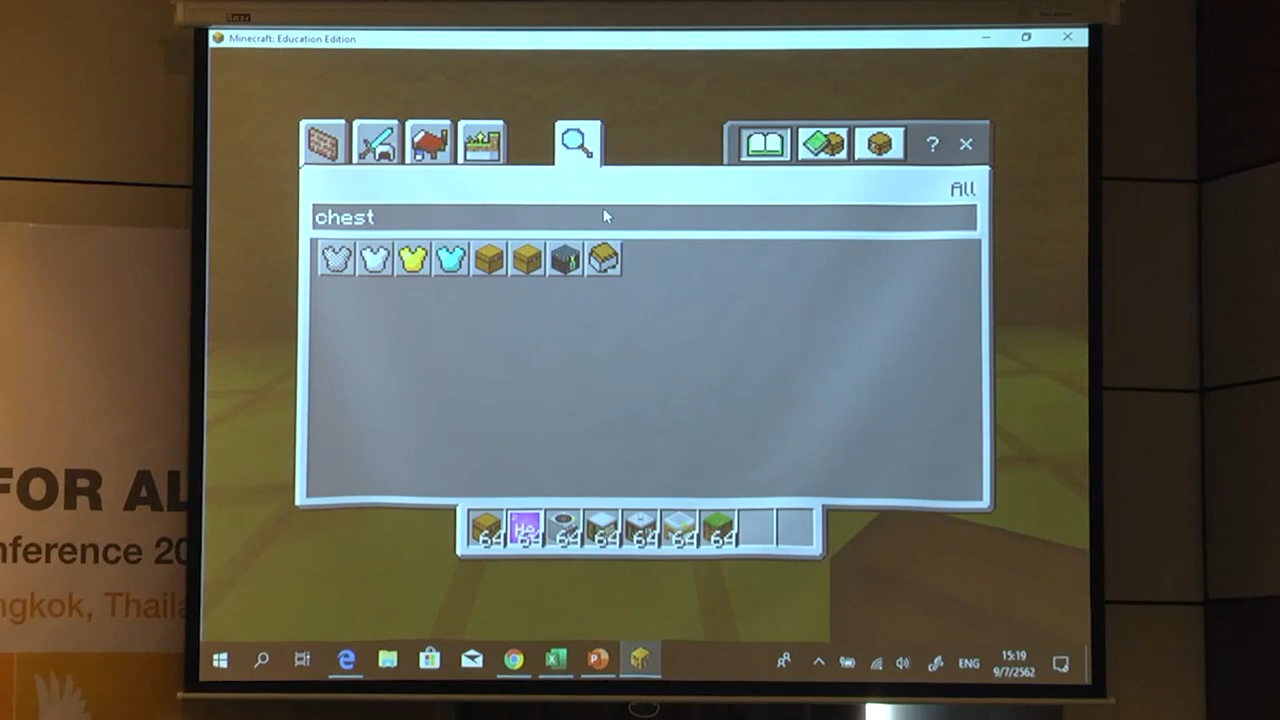 Minecraft: Education Edition
All
chest
64 He 64 64 64 64 64 64
FOR AL
nference 20
ngkok, Thaila
ENG
15:19
9/7/2562